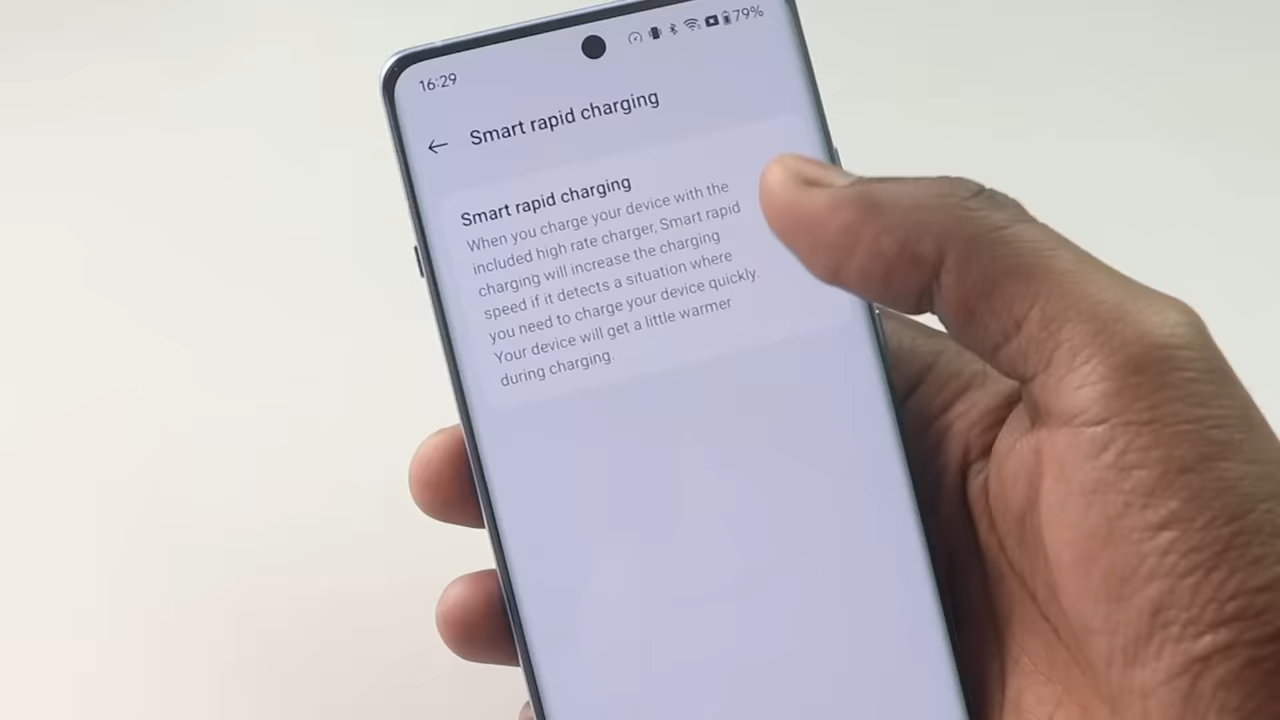 16:29
79%
Smart rapid charging
Smart rapid charging
When you charge your device with the
included high rate charger, Smart rapid
charging will increase the charging
speed if it detects a situation where
you need to charge your device quickly.
Your device will get a little warmer
during charging.